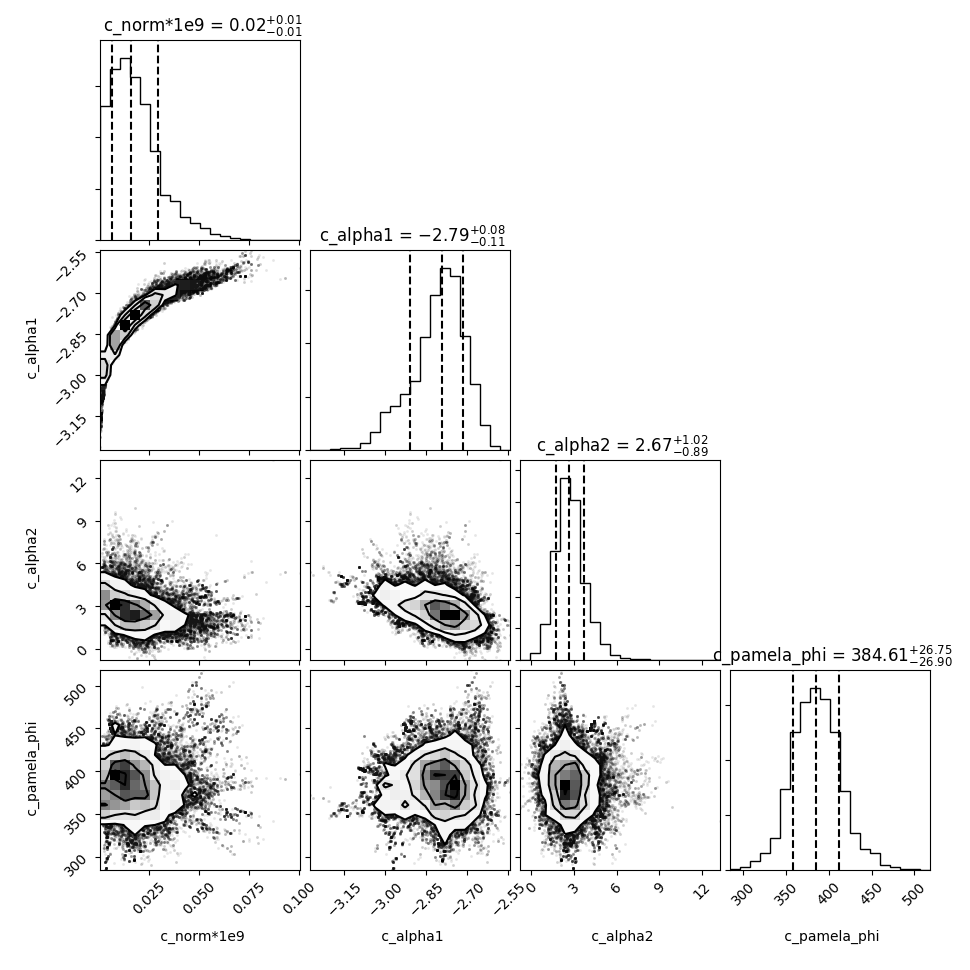 c_norm*1e9 = 0.02+0.01−0.01
c_alpha1 = −2.79+0.08−0.11
−2.55
−2.70
−2.85
−3.00
−3.15
c_alpha1
c_alpha2 = 2.67+1.02−0.89
12
9
6
3
0
c_alpha2
c_pamela_phi = 384.61+26.75−26.90
500
450
400
350
300
c_pamela_phi
0.025 0.050 0.075 0.100
−3.15 −3.00 −2.85 −2.70 −2.55
0 3 6 9 12
300 350 400 450 500
c_norm*1e9 c_alpha1 c_alpha2 c_pamela_phi